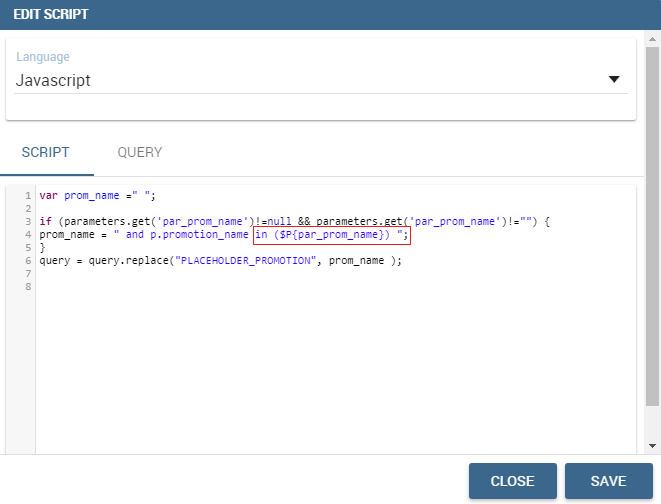 EDIT SCRIPT
Language
Javascript
SCRIPT QUERY
1 var prom_name =" ";
2
3 if (parameters.get('par_prom_name')!=null && parameters.get('par_prom_name')!="") {
4 prom_name = " and p.promotion_name in ($P{par_prom_name}) ";
5 }
6 query = query.replace("PLACEHOLDER_PROMOTION", prom_name );
7
8
CLOSE SAVE